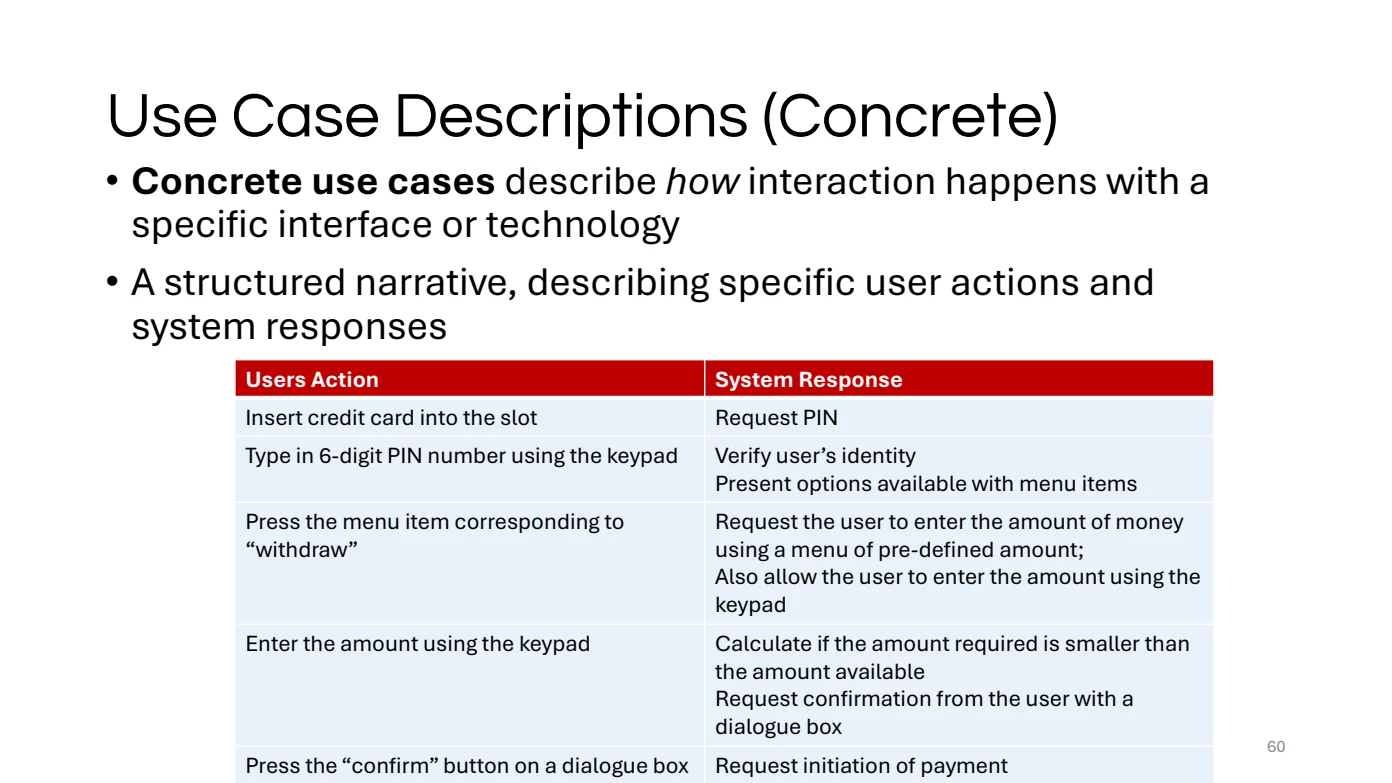 Use Case Descriptions (Concrete)
• Concrete use cases describe how interaction happens with a
specific interface or technology
• A structured narrative, describing specific user actions and
system responses
Users Action
System Response
Insert credit card into the slot
Request PIN
Type in 6-digit PIN number using the keypad
Verify user’s identity
Present options available with menu items
Press the menu item corresponding to
“withdraw”
Request the user to enter the amount of money
using a menu of pre-defined amount;
Also allow the user to enter the amount using the
keypad
Enter the amount using the keypad
Calculate if the amount required is smaller than
the amount available
Request confirmation from the user with a
dialogue box
Press the “confirm” button on a dialogue box
Request initiation of payment
60